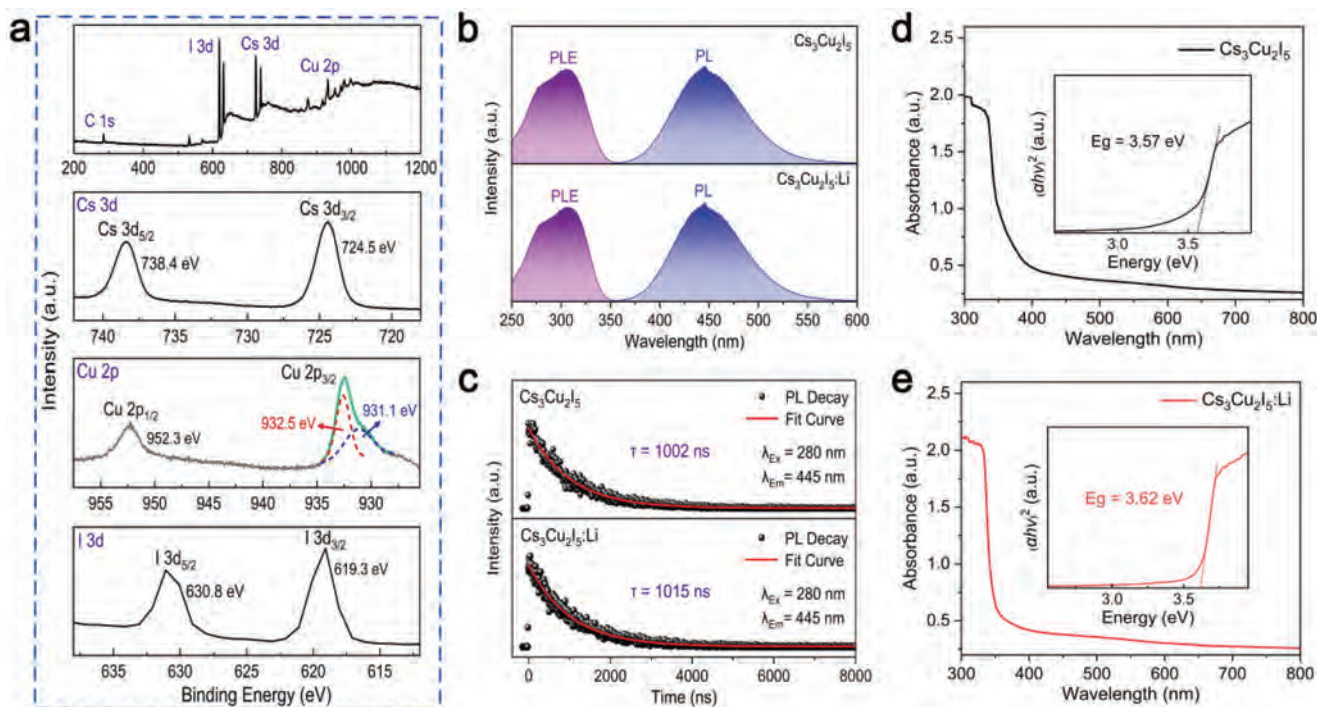 a
I 3d
Cs 3d
Cu 2p
C 1s
200 400 600 800 1000 1200
Cs 3d
Cs 3d5/2
738.4 eV
Cs 3d3/2
724.5 eV
740 735 730 725 720
Cu 2p
Cu 2p1/2
952.3 eV
Cu 2p3/2
932.5 eV
931.1 eV
955 950 945 940 935 930
I 3d
I 3d5/2
630.8 eV
I 3d3/2
619.3 eV
635 630 625 620 615
Binding Energy (eV)
Intensity (a.u.)
b
Cs3Cu2I5
PLE
PL
Cs3Cu2I5:Li
PLE
PL
250 300 350 400 450 500 550 600
Wavelength (nm)
Intensity (a.u.)
c
Cs3Cu2I5
PL Decay
Fit Curve
τ = 1002 ns
λEx = 280 nm
λEm = 445 nm
Cs3Cu2I5:Li
PL Decay
Fit Curve
τ = 1015 ns
λEx = 280 nm
λEm = 445 nm
0 2000 4000 6000 8000
Time (ns)
Intensity (a.u.)
d
2.5
2.0
1.5
1.0
0.5
Absorbance (a.u.)
Cs3Cu2I5
Eg = 3.57 eV
(αhv)² (a.u.)
3.0 3.5
Energy (eV)
300 400 500 600 700 800
Wavelength (nm)
e
2.5
2.0
1.5
1.0
0.5
Absorbance (a.u.)
Cs3Cu2I5:Li
Eg = 3.62 eV
(αhv)² (a.u.)
3.0 3.5
Energy (eV)
300 400 500 600 700 800
Wavelength (nm)